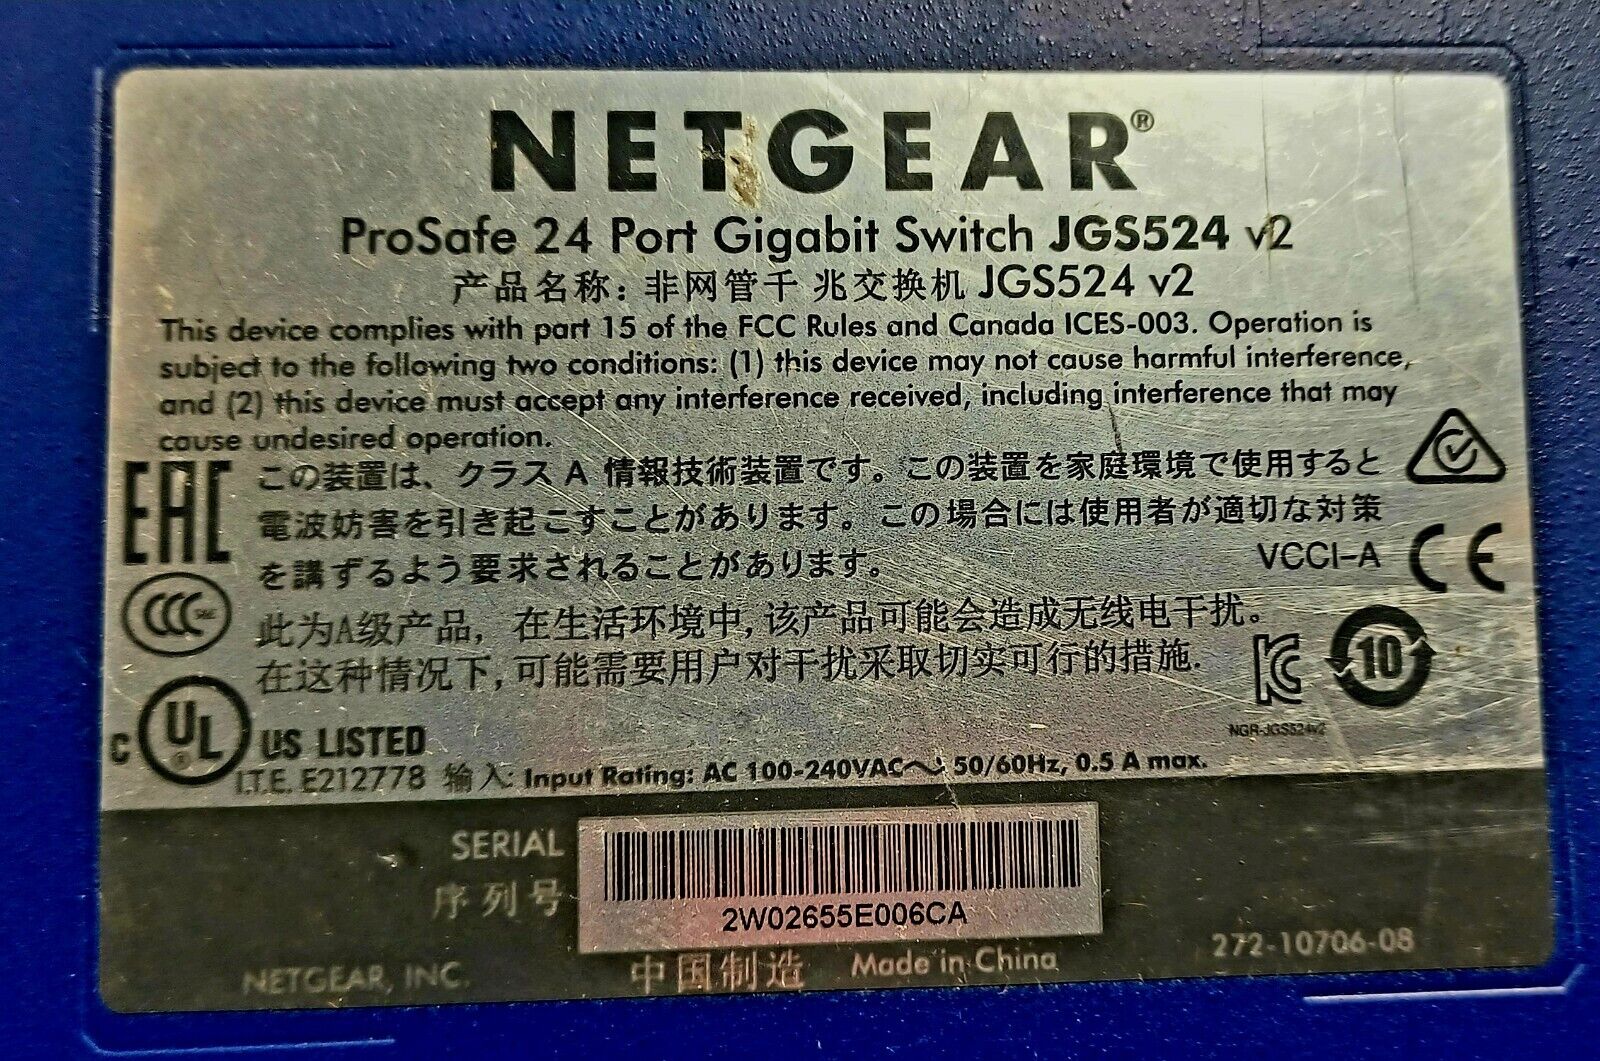 NETGEAR®
ProSafe 24 Port Gigabit Switch JGS524 v2
产品名称：非网管千 兆交换机 JGS524 v2
This device complies with part 15 of the FCC Rules and Canada ICES-003. Operation is
subject to the following two conditions: (1) this device may not cause harmful interference,
and (2) this device must accept any interference received, including interference that may
cause undesired operation.
EAC
この装置は、クラス A 情報技術装置です。この装置を家庭環境で使用すると
電波妨害を引き起こすことがあります。この場合には使用者が適切な対策
を講ずるよう要求されることがあります。
VCCI-A
CE
CCC
此为A级产品，在生活环境中,该产品可能会造成无线电干扰。
在这种情况下,可能需要用户对干扰采取切实可行的措施.
10
NGR-JGS524v2
c UL® US LISTED
I.T.E. E212778 输入: Input Rating: AC 100-240VAC～ 50/60Hz, 0.5 A max.
SERIAL
序列号
2W02655E006CA
272-10706-08
NETGEAR, INC.
中国制造 Made in China